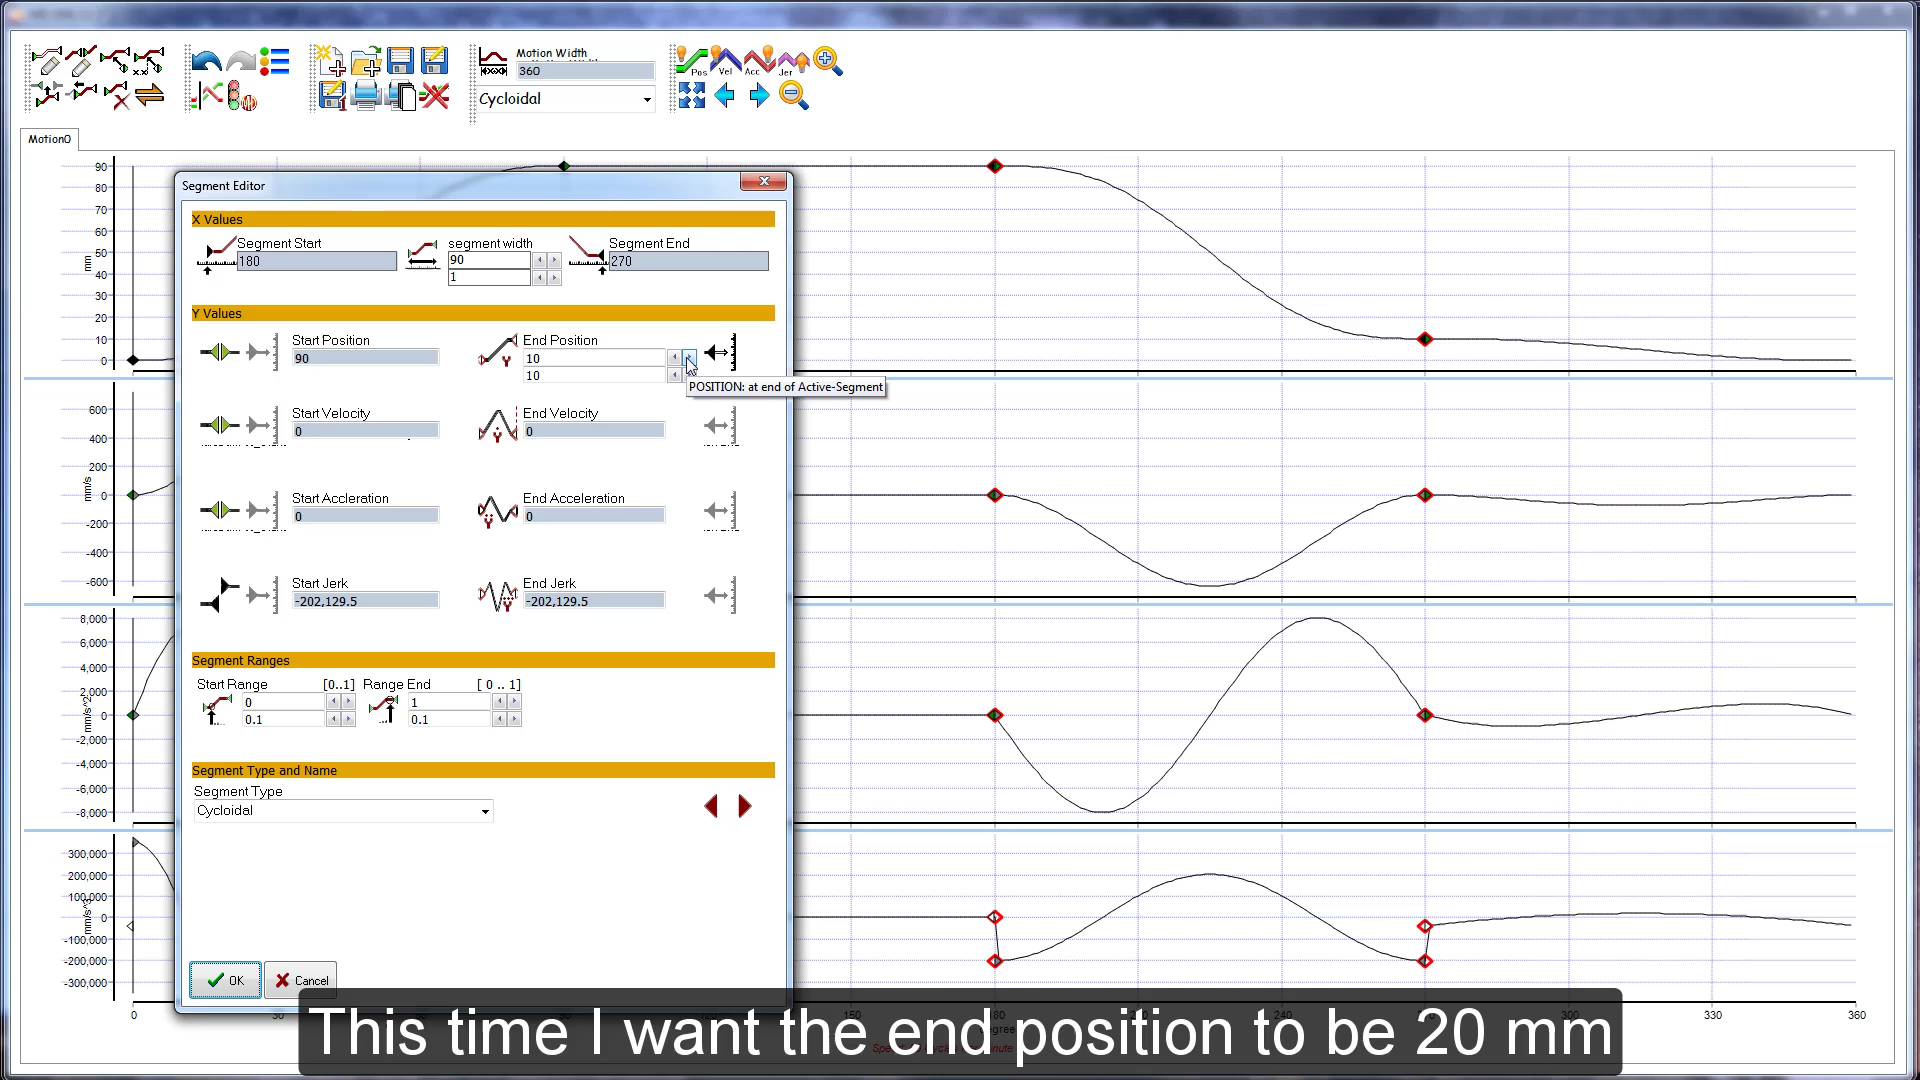 Motion Width
360
Cycloidal
Pos
Vel
Acc
Jer
Motion0
Segment Editor
X Values
Segment Start
180
segment width
90
1
Segment End
270
Y Values
Start Position
90
End Position
10
10
POSITION: at end of Active-Segment
Start Velocity
0
End Velocity
0
Start Accleration
0
End Acceleration
0
Start Jerk
-202,129.5
End Jerk
-202,129.5
Segment Ranges
Start Range [0..1] Range End [ 0 .. 1]
0
0.1
1
0.1
Segment Type and Name
Segment Type
Cycloidal
OK
Cancel
90
80
70
60
50
40
30
20
10
0
mm
600
400
200
0
-200
-400
-600
mm/s
8,000
6,000
4,000
2,000
0
-2,000
-4,000
-6,000
-8,000
mm/s^2
300,000
200,000
100,000
0
-100,000
-200,000
-300,000
0
300
330
360
This time I want the end position to be 20 mm